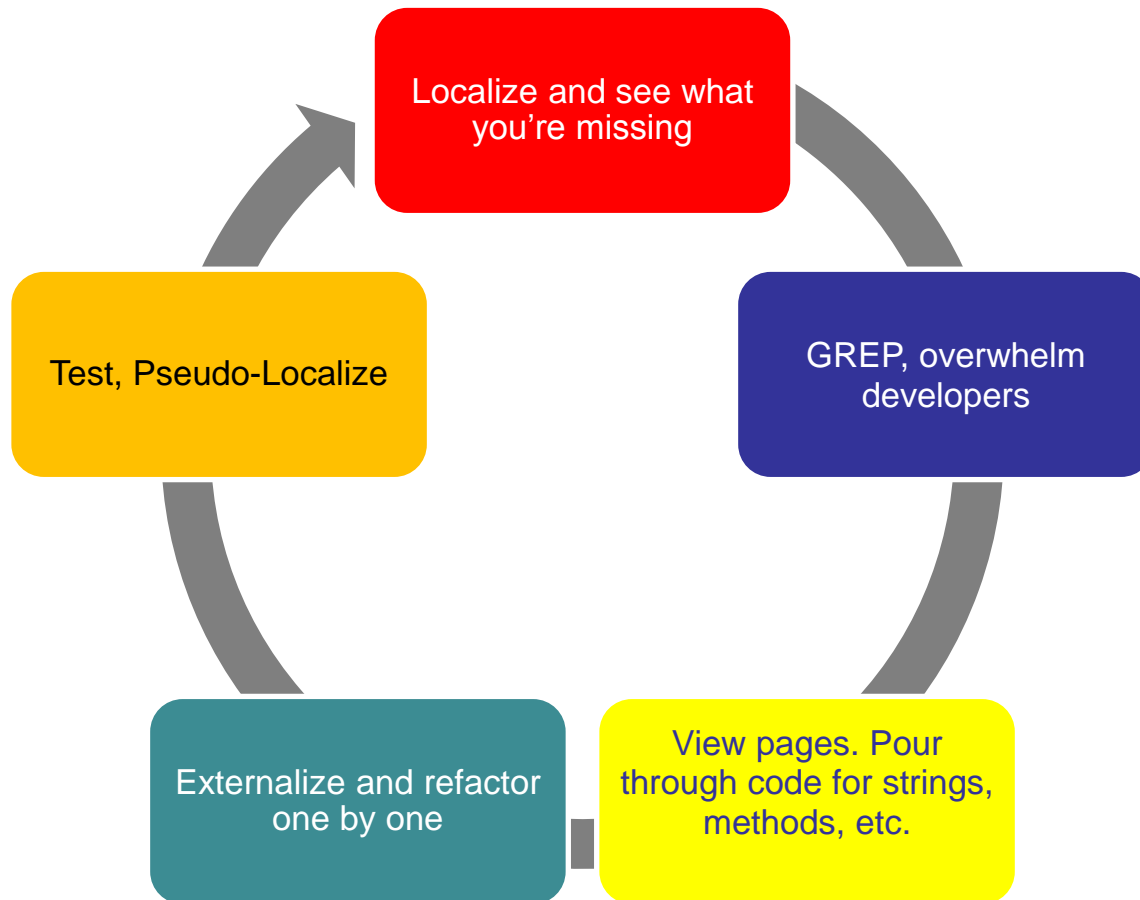 Localize and see what
you’re missing
GREP, overwhelm
developers
View pages. Pour
through code for strings,
methods, etc.
Externalize and refactor
one by one
Test, Pseudo-Localize